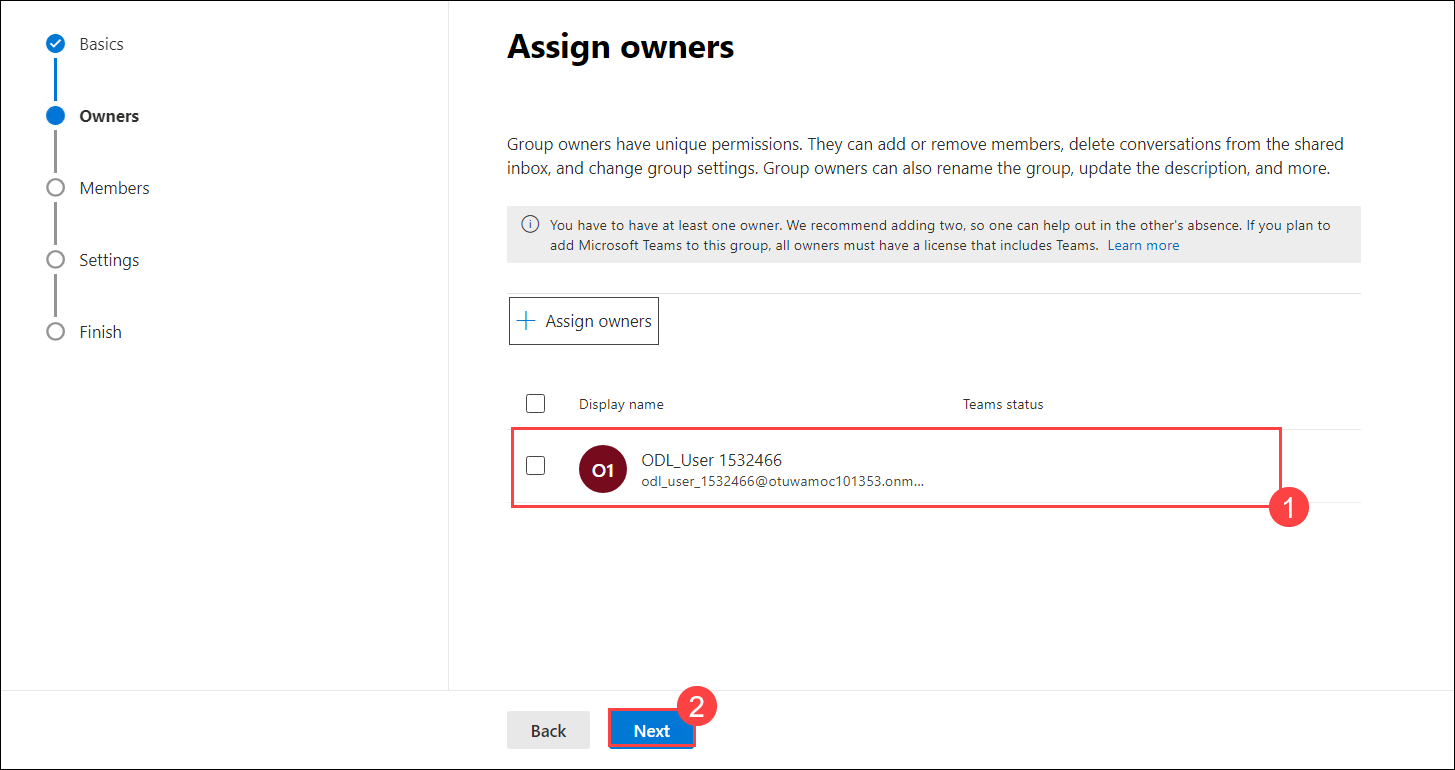 Basics
Owners
Members
Settings
Finish
Assign owners
Group owners have unique permissions. They can add or remove members, delete conversations from the shared
inbox, and change group settings. Group owners can also rename the group, update the description, and more.
You have to have at least one owner. We recommend adding two, so one can help out in the other's absence. If you plan to
add Microsoft Teams to this group, all owners must have a license that includes Teams. Learn more
Assign owners
Display name Teams status
O1 ODL_User 1532466
odl_user_1532466@otuwamoc101353.onm...
1
2
Back Next